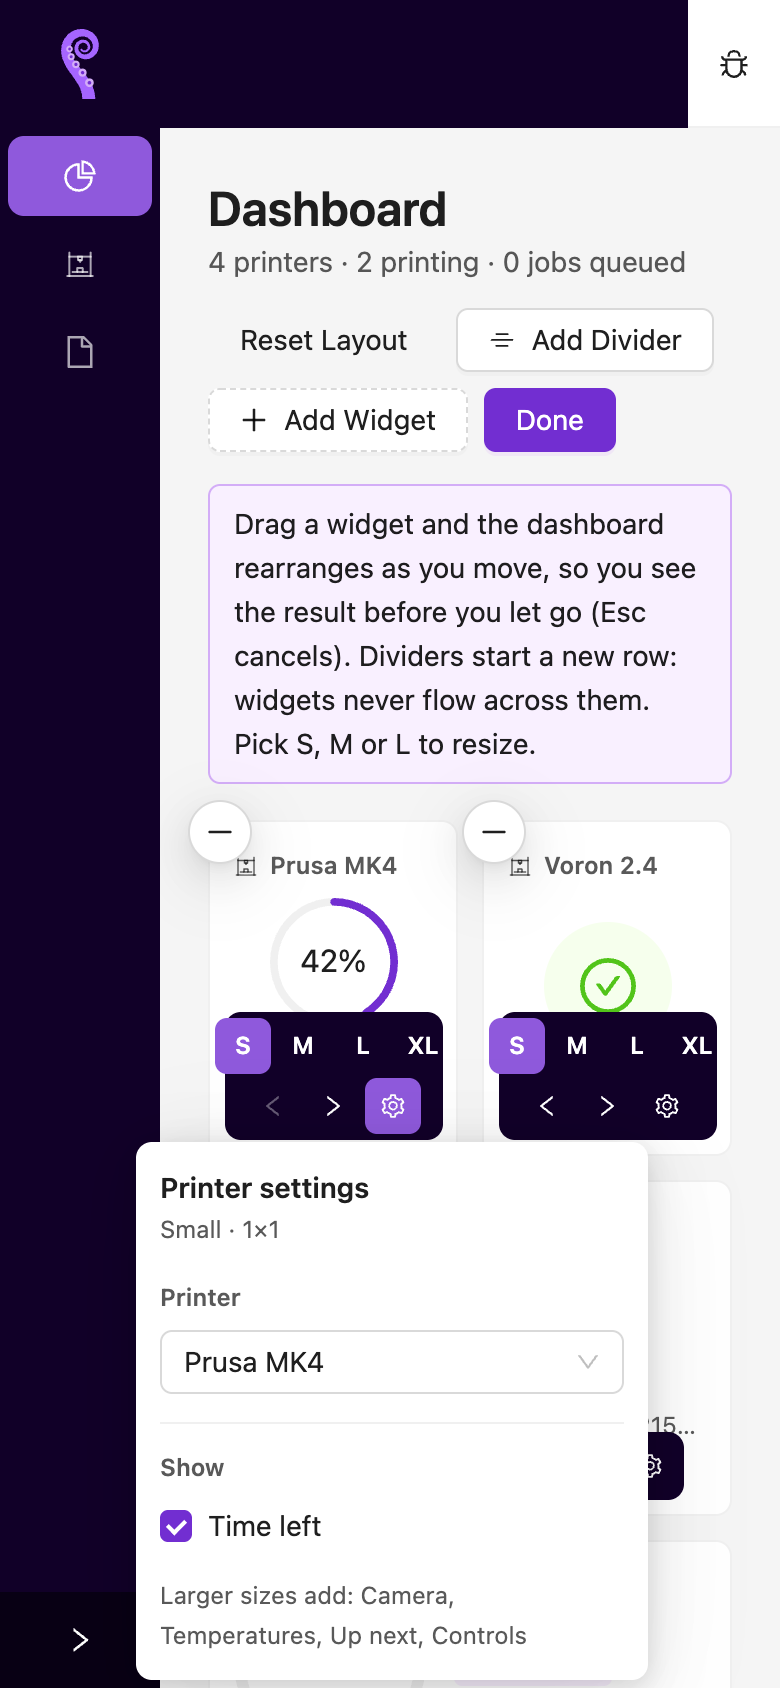 Dashboard
4 printers · 2 printing · 0 jobs queued
Reset Layout
Add Divider
Add Widget
Done
Drag a widget and the dashboard
rearranges as you move, so you see
the result before you let go (Esc
cancels). Dividers start a new row:
widgets never flow across them.
Pick S, M or L to resize.
Prusa MK4
Voron 2.4
42%
S M L XL
S M L XL
Printer settings
Small · 1×1
Printer
Prusa MK4
Show
Time left
Larger sizes add: Camera,
Temperatures, Up next, Controls